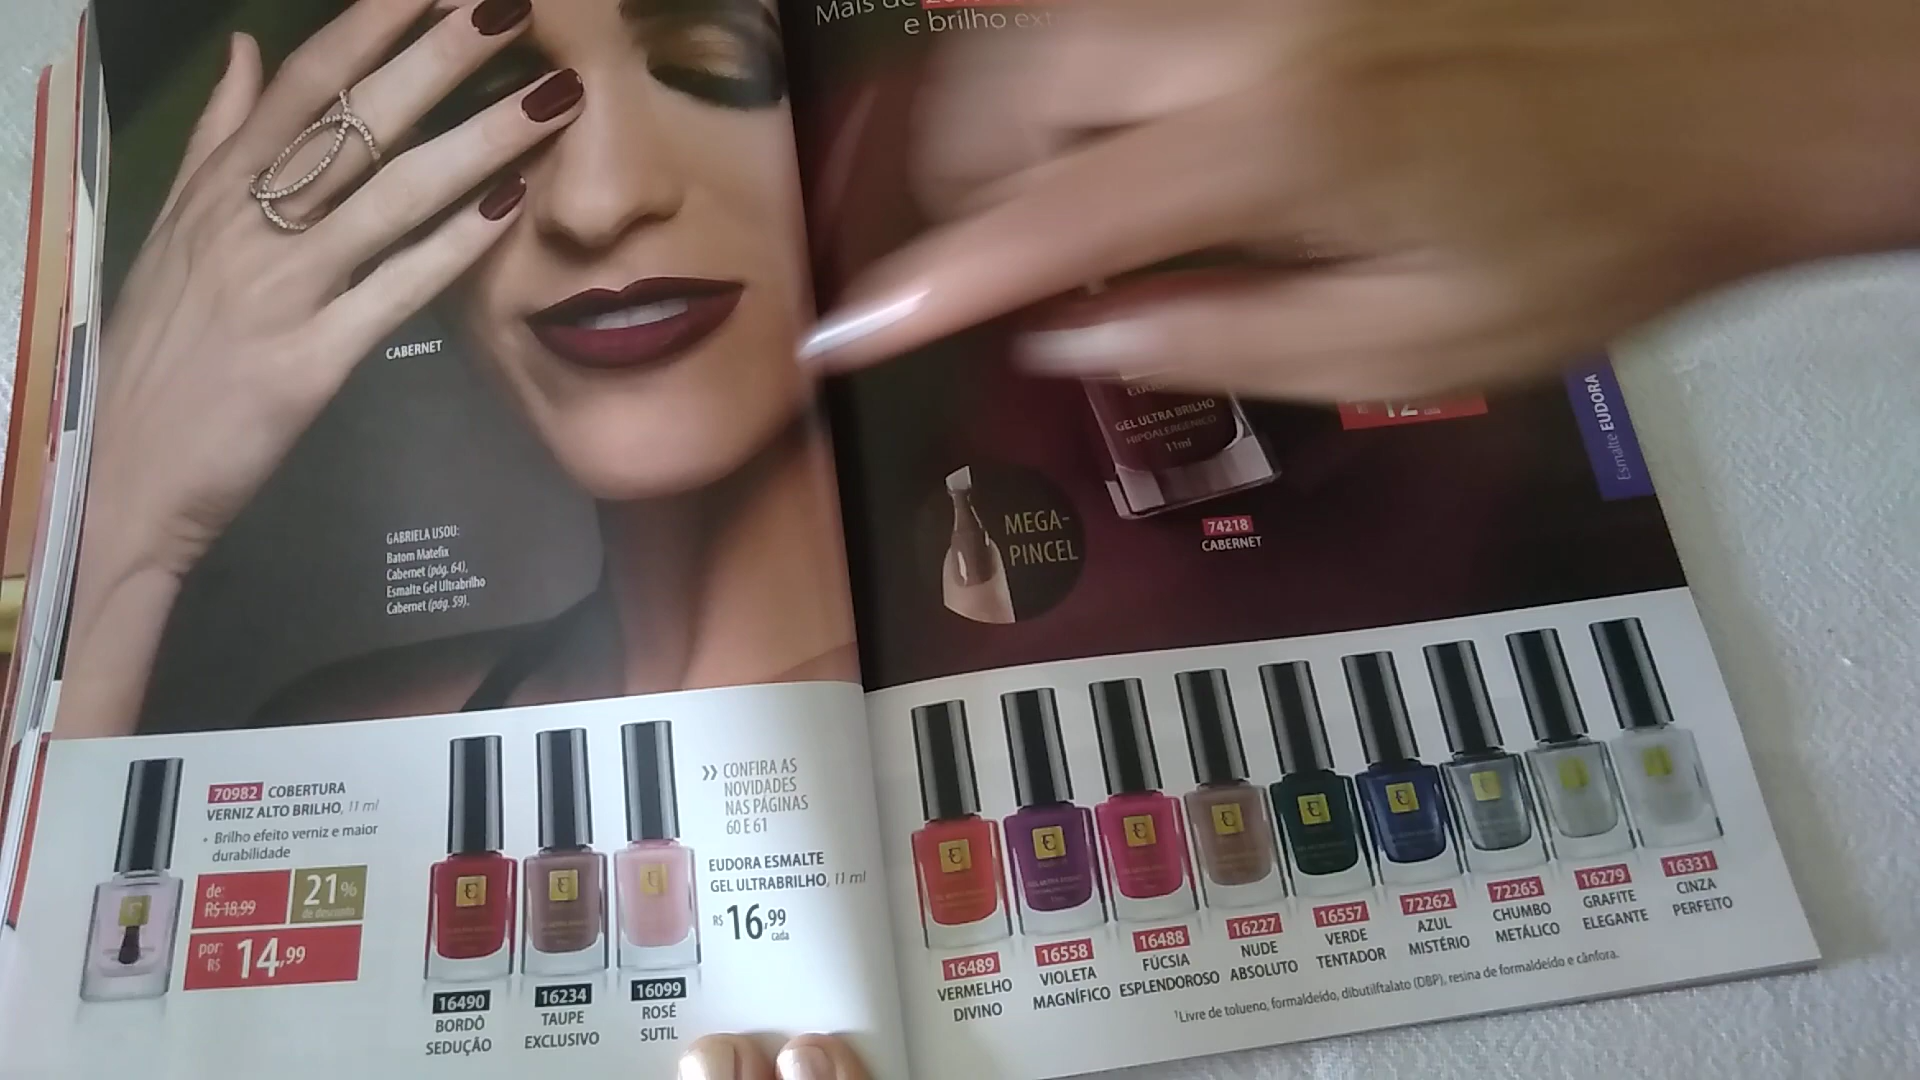 CABERNET
GABRIELA USOU:
Batom Matefix
Cabernet (pág. 64),
Esmalte Gel Ultrabrilho
Cabernet (pág. 59).
70982 COBERTURA
VERNIZ ALTO BRILHO, 11 ml
• Brilho efeito verniz e maior
durabilidade
de:
R$ 18,99
21%
de desconto
por:
R$ 14,99
16490
BORDÔ
SEDUÇÃO
16234
TAUPE
EXCLUSIVO
16099
ROSÉ
SUTIL
>> CONFIRA AS
NOVIDADES
NAS PÁGINAS
60 E 61
EUDORA ESMALTE
GEL ULTRABRILHO, 11 ml
R$ 16,99
cada
Mais de
e brilho
GEL ULTRA BRILHO
HIPOALERGÊNICO
11ml
MEGA-
PINCEL
74218
CABERNET
12
cada
Esmalte EUDORA
16489
VERMELHO
DIVINO
16558
VIOLETA
MAGNÍFICO
16488
FÚCSIA
ESPLENDOROSO
16227
NUDE
ABSOLUTO
16557
VERDE
TENTADOR
72262
AZUL
MISTÉRIO
72265
CHUMBO
METÁLICO
16279
GRAFITE
ELEGANTE
16331
CINZA
PERFEITO
¹Livre de tolueno, formaldeído, dibutilftalato (DBP), resina de formaldeído e cânfora.